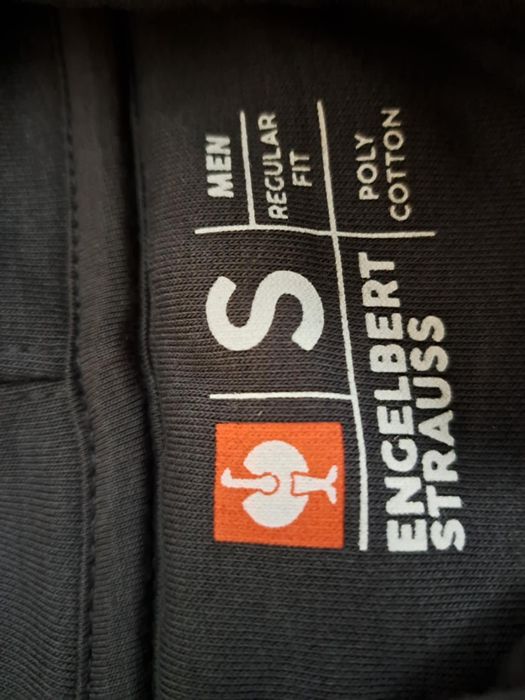 S
MEN
REGULAR
FIT
ENGELBERT
STRAUSS
POLY
COTTON